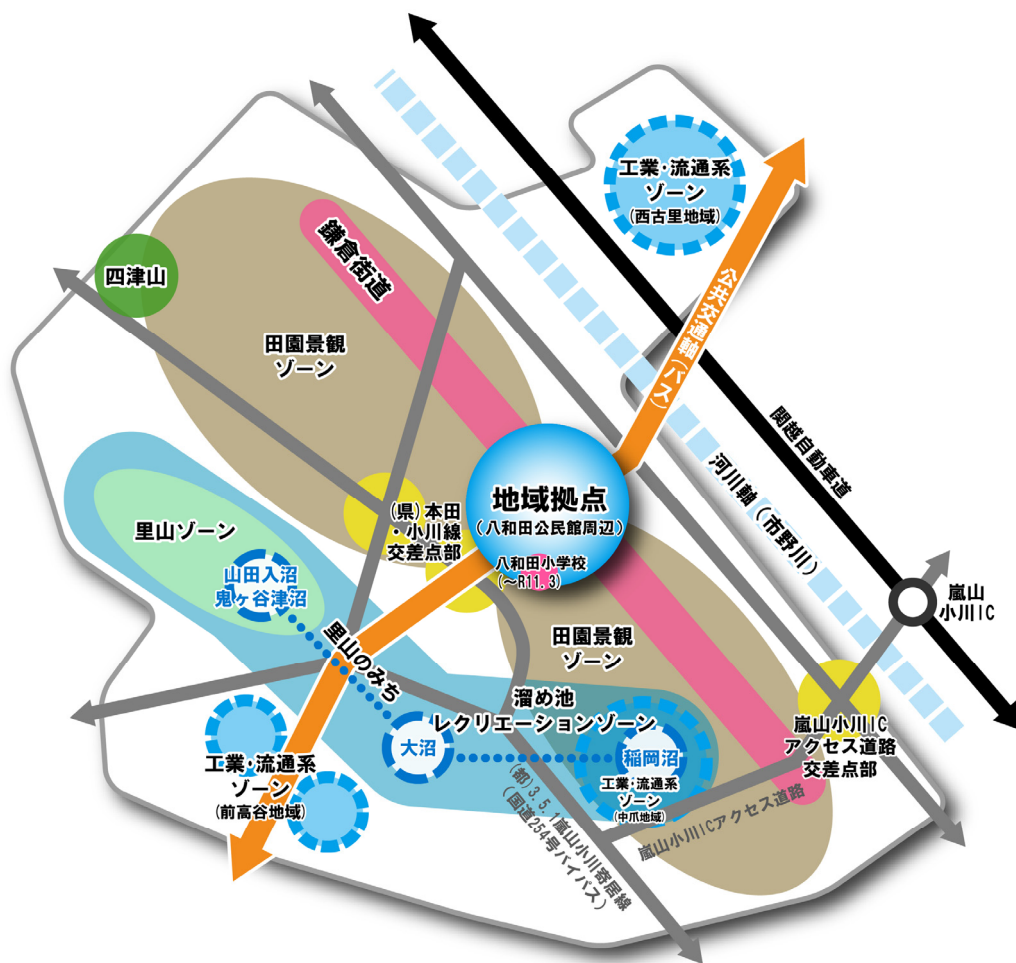 工業・流通系
ゾーン
(西古里地域)
鎌倉街道
四津山
公共交通軸(バス)
田園景観
ゾーン
関越自動車道
河川軸(市野川)
地域拠点
(八和田公民館周辺)
(県)本田
・小川線
交差点部
八和田小学校
(～R11.3)
里山ゾーン
山田入沼
鬼ヶ谷津沼
嵐山
小川IC
田園景観
ゾーン
里山のみち
溜め池
レクリエーションゾーン
嵐山小川IC
アクセス道路
交差点部
大沼
稲岡沼
工業・流通系
ゾーン
(前高谷地域)
工業・流通系
ゾーン
(中爪地域)
(都)3.5.1嵐山小川寄居線
(国道254号バイパス)
嵐山小川ICアクセス道路